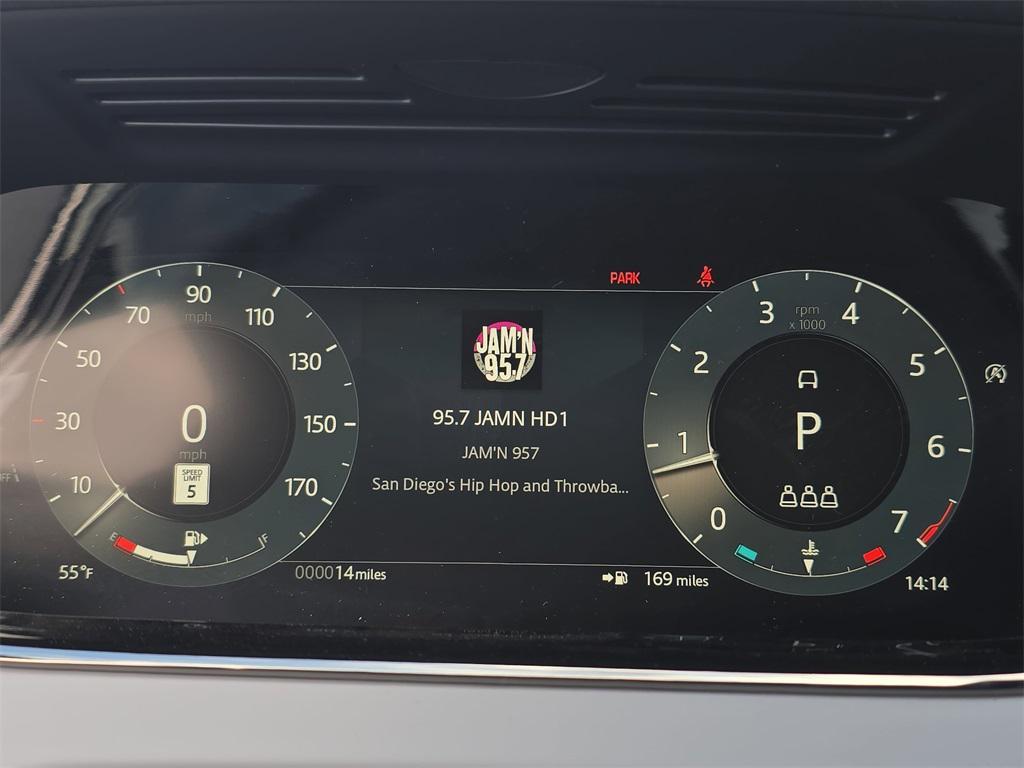 PARK
90
mph
70
110
50
130
30
150
10
170
0
mph
SPEED
LIMIT
5
E
F
55°F
JAM'N
95.7
95.7 JAMN HD1
JAM'N 957
San Diego's Hip Hop and Throwba...
000014 miles
169 miles
rpm
x 1000
3
4
2
5
1
6
0
7
P
14:14